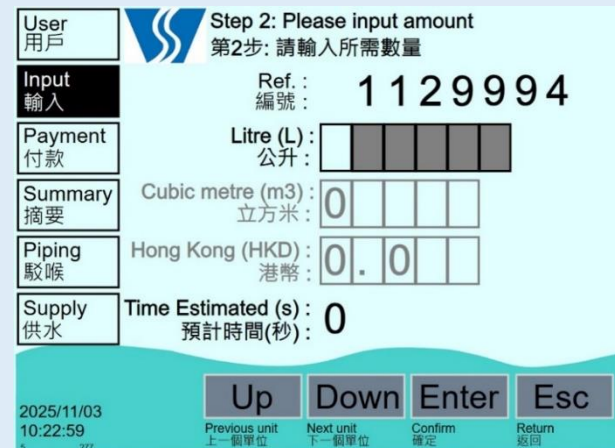 User
用戶
Input
輸入
Payment
付款
Summary
摘要
Piping
駁喉
Supply
供水
Step 2: Please input amount
第2步: 請輸入所需數量
Ref. :
編號 :
1129994
Litre (L) :
公升 :
Cubic metre (m3) :
立方米 :
0
Hong Kong (HKD) :
港幣 :
0.0
Time Estimated (s) :
預計時間(秒) :
0
2025/11/03
10:22:59
5 277
Up
Previous unit
上一個單位
Down
Next unit
下一個單位
Enter
Confirm
確定
Esc
Return
返回